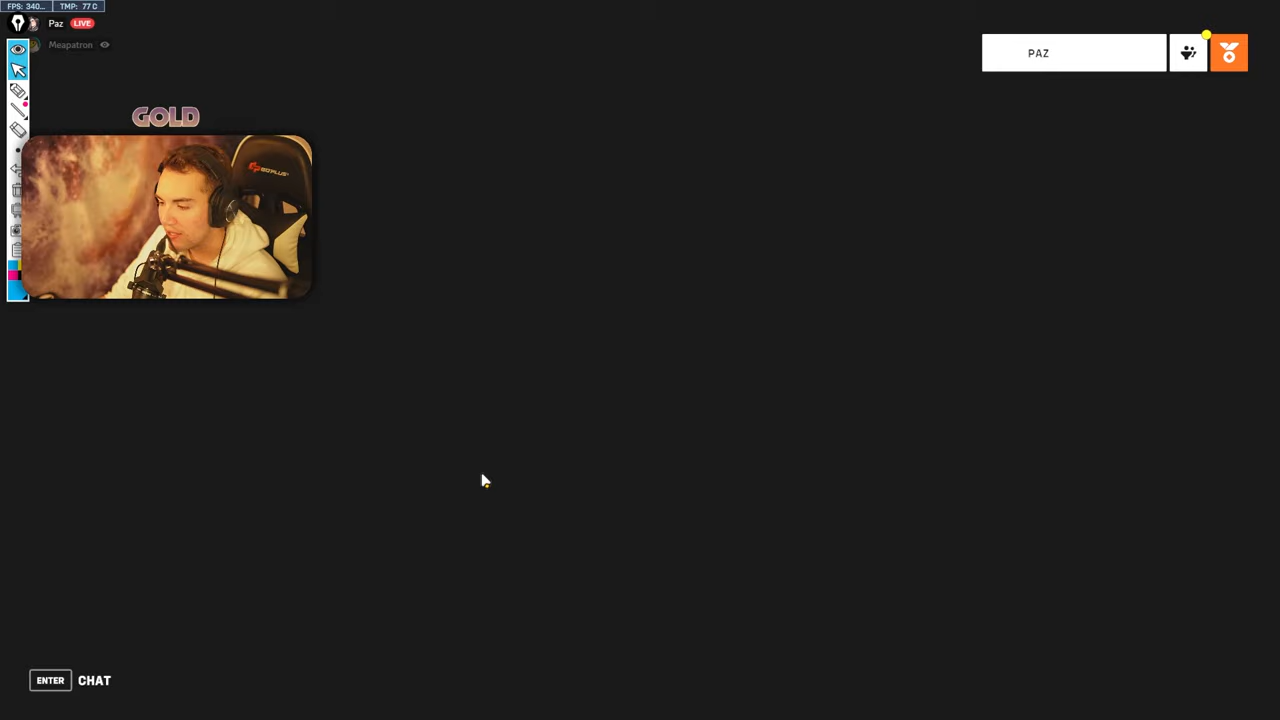 FPS: 340... TMP: 77 C
Paz LIVE
Meapatron
PAZ
GOLD
ENTER CHAT